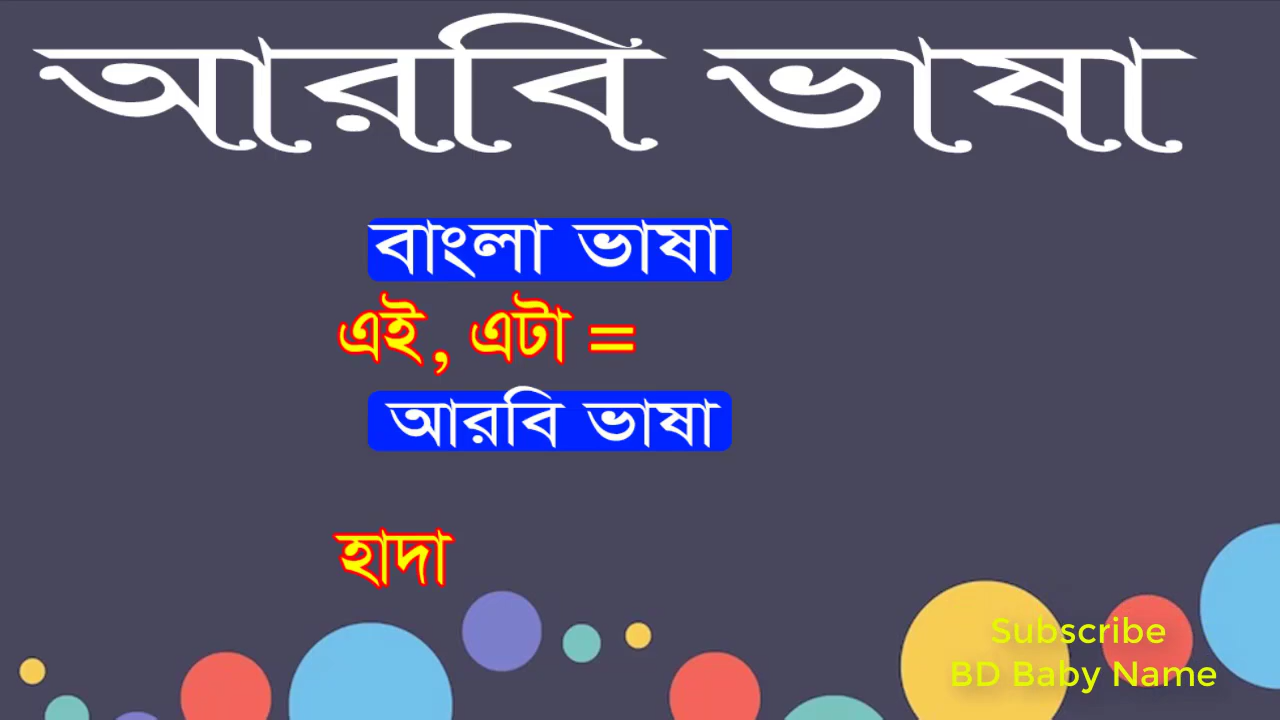 আরবি ভাষা
বাংলা ভাষা
এই, এটা =
আরবি ভাষা
হাদা
Subscribe
BD Baby Name